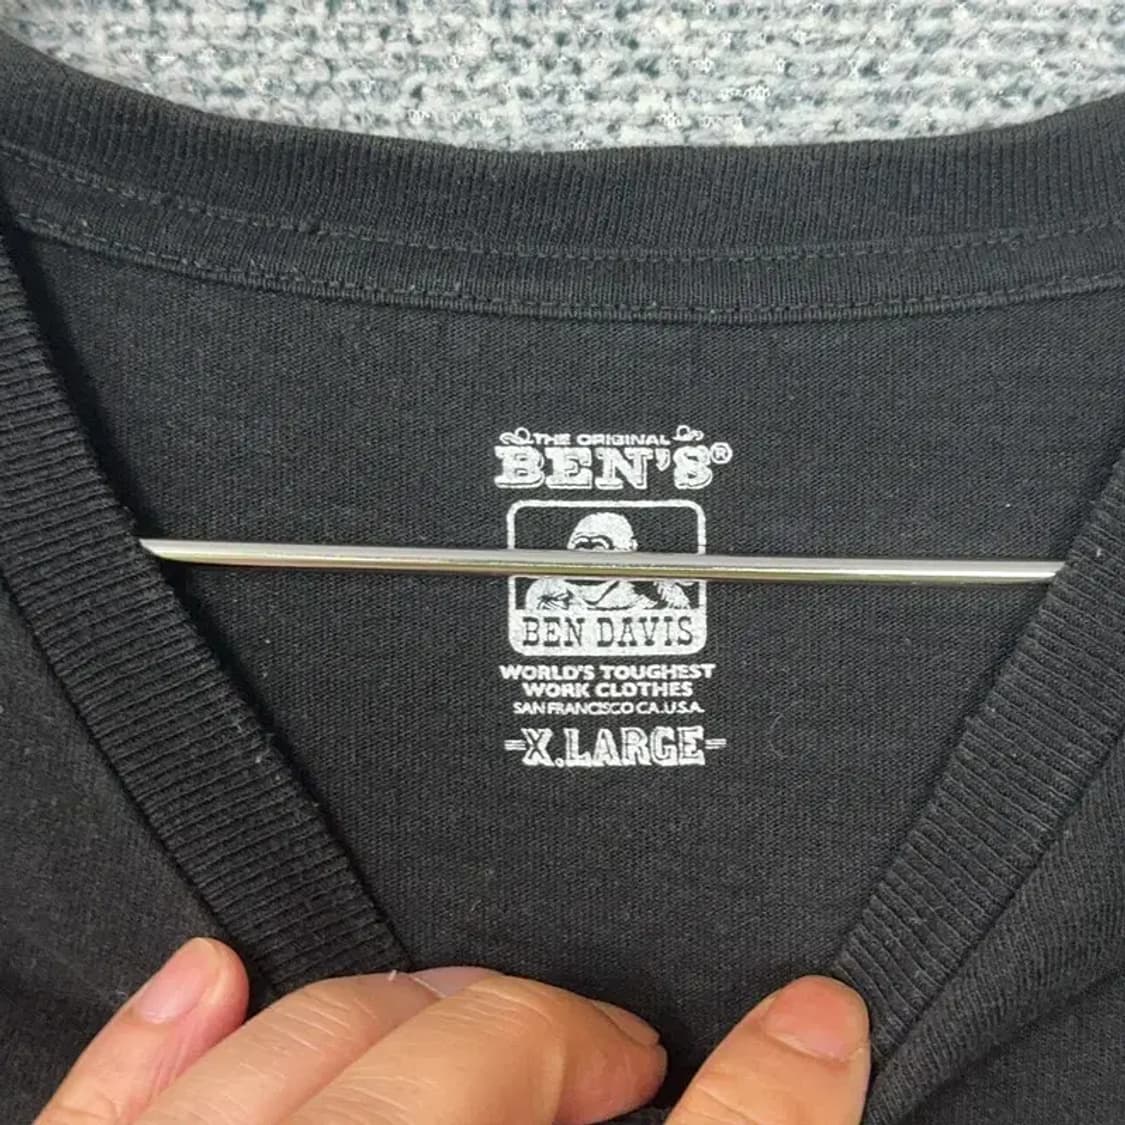 THE ORIGINAL
BEN'S®
BEN DAVIS
WORLD'S TOUGHEST
WORK CLOTHES
SAN FRANCISCO CA. U.S.A.
-X.LARGE-